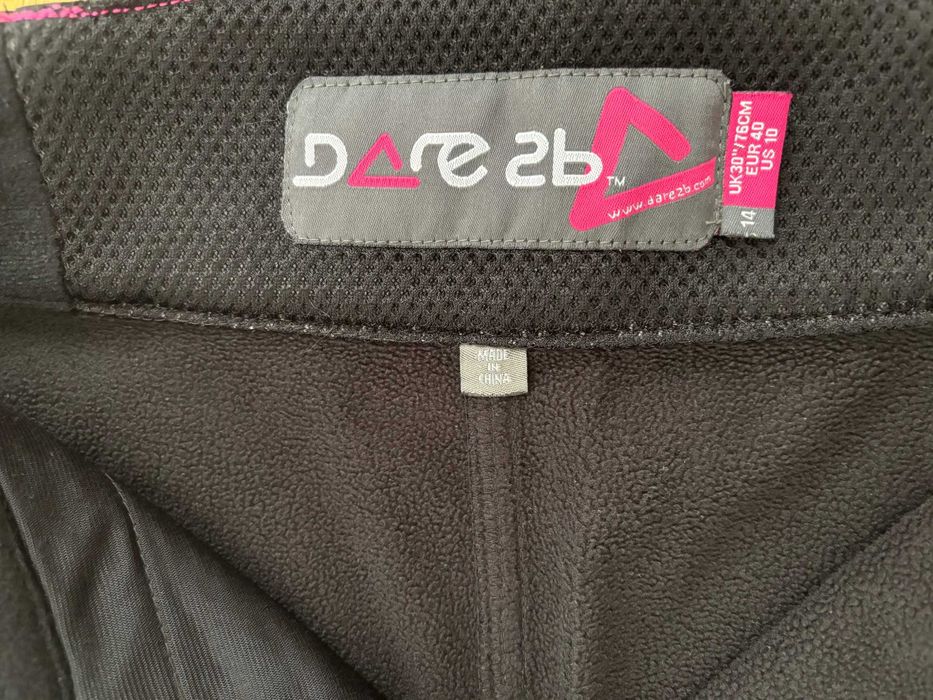 Dare 2b™
www.dare2b.com
UK30"/76CM
EUR 40
US 10
14
MADE
IN
CHINA